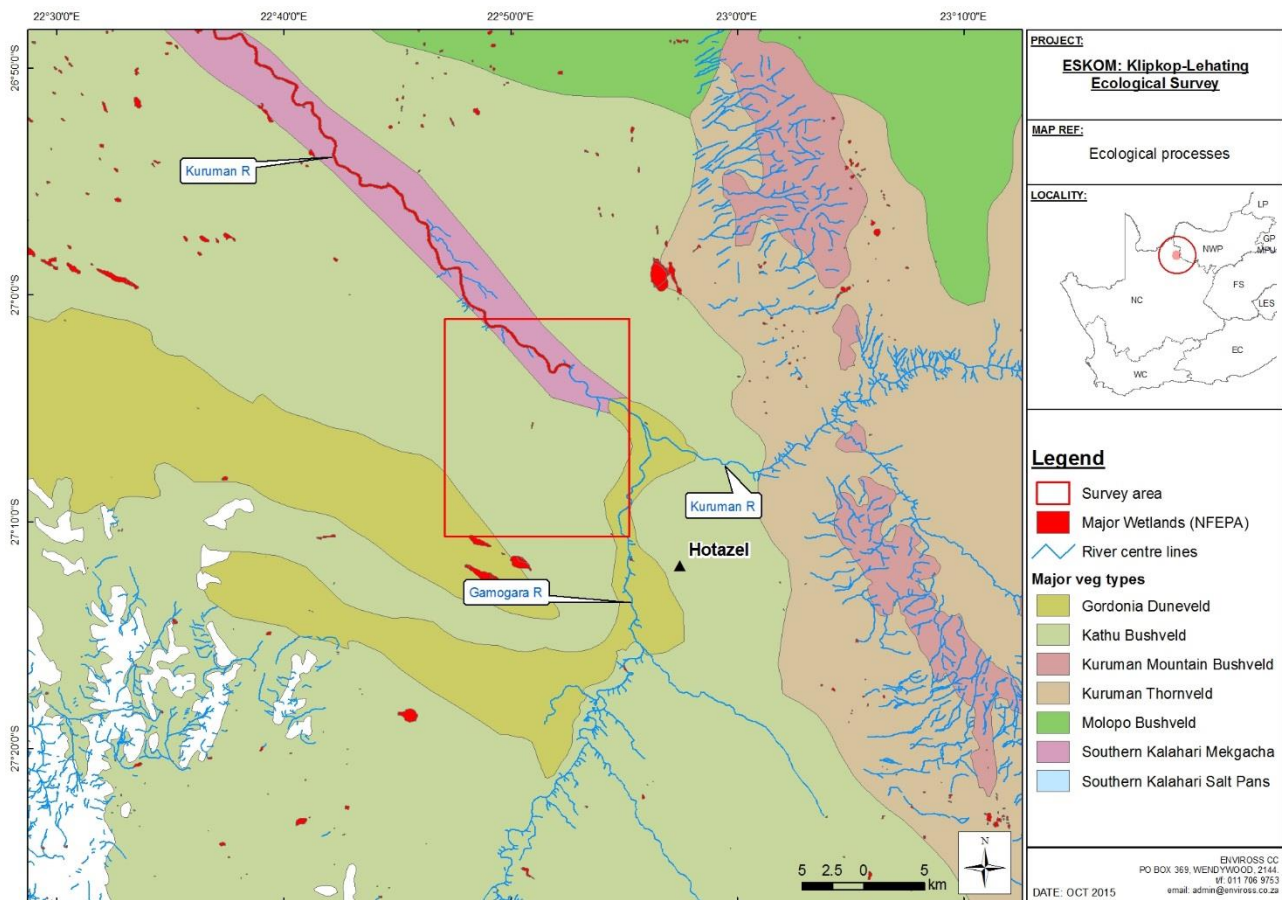 22°30'0"E
22°40'0"E
22°50'0"E
23°00'0"E
23°10'0"E
26°50'0"S
27°0'0"S
27°10'0"S
27°20'0"S
Kuruman R
Kuruman R
Hotazel
Gamogara R
5 2.5 0 5
km
N
PROJECT:
ESKOM: Klipkop-Lehating
Ecological Survey
MAP REF:
Ecological processes
LOCALITY:
LP
GP
NWP
MPU
FS
NC
LES
EC
WC
Legend
Survey area
Major Wetlands (NFEPA)
River centre lines
Major veg types
Gordonia Duneveld
Kathu Bushveld
Kuruman Mountain Bushveld
Kuruman Thornveld
Molopo Bushveld
Southern Kalahari Mekgacha
Southern Kalahari Salt Pans
ENVIROSS CC
PO BOX 369, WENDYWOOD, 2144.
t/f: 011 706 9753
DATE: OCT 2015 email: admin@enviross.co.za